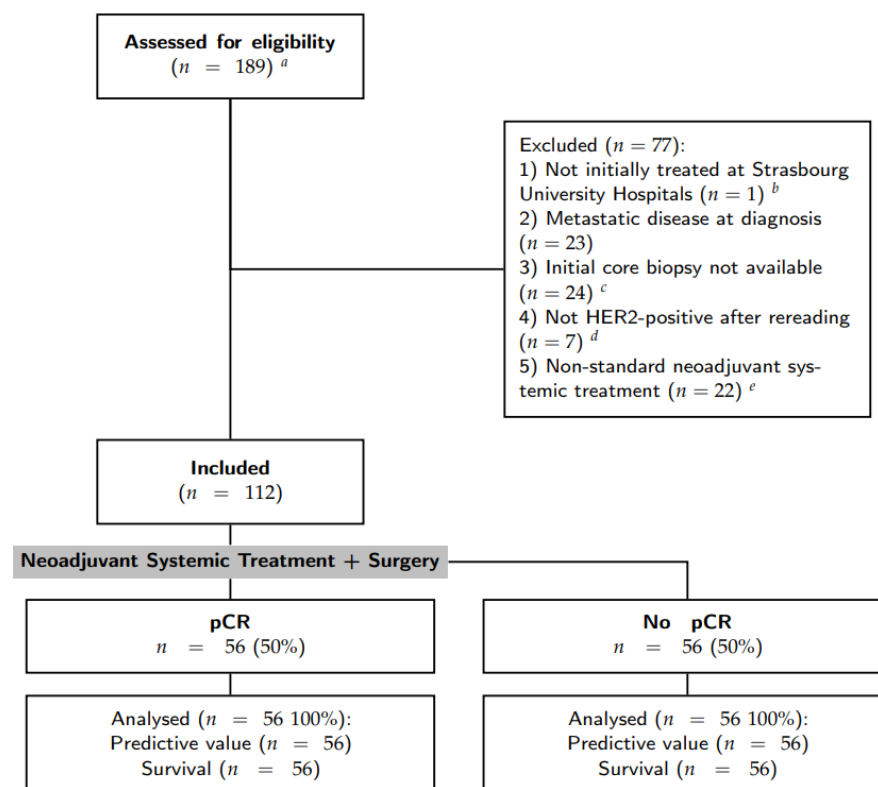 Assessed for eligibility
(n = 189) a
Excluded (n = 77):
1) Not initially treated at Strasbourg
University Hospitals (n = 1) b
2) Metastatic disease at diagnosis
(n = 23)
3) Initial core biopsy not available
(n = 24) c
4) Not HER2-positive after rereading
(n = 7) d
5) Non-standard neoadjuvant sys-
temic treatment (n = 22) e
Included
(n = 112)
Neoadjuvant Systemic Treatment + Surgery
pCR
n = 56 (50%)
No pCR
n = 56 (50%)
Analysed (n = 56 100%):
Predictive value (n = 56)
Survival (n = 56)
Analysed (n = 56 100%):
Predictive value (n = 56)
Survival (n = 56)